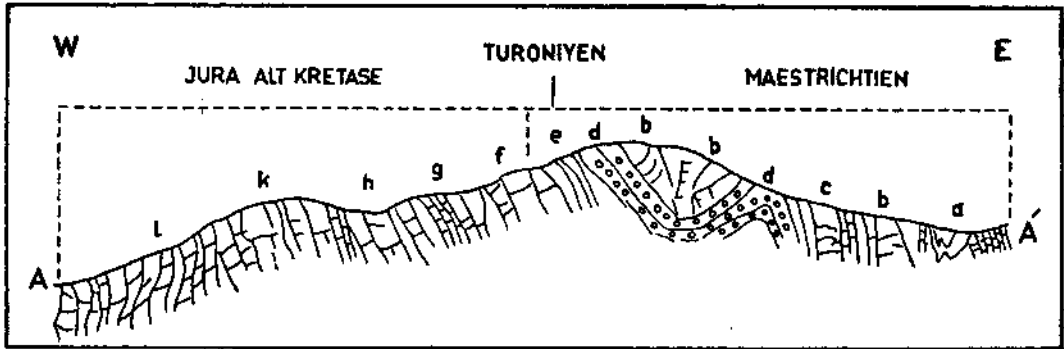 W
E
TURONIYEN
JURA ALT KRETASE
MAESTRICHTIEN
l k h g f e d b b d c b a
A
A'